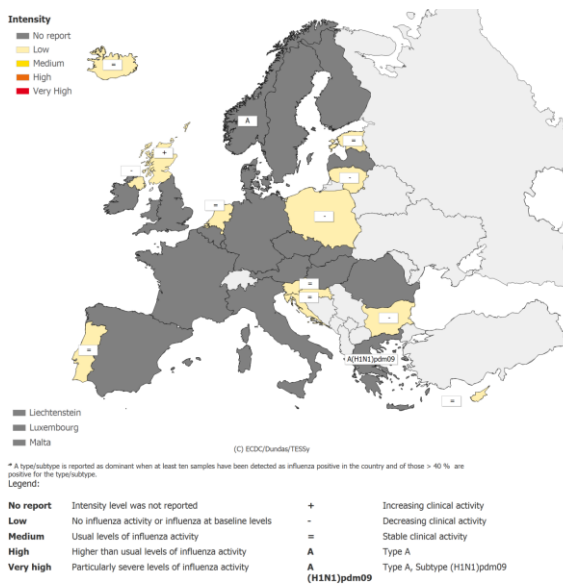 Intensity
No report
Low
Medium
High
Very High
=
A
+
-
=
-
=
-
=
=
-
=
A(H1N1)pdm09
=
Liechtenstein
Luxembourg
Malta
(C) ECDC/Dundas/TESSy
* A type/subtype is reported as dominant when at least ten samples have been detected as influenza positive in the country and of those > 40 % are
positive for the type/subtype.
Legend:
No report Intensity level was not reported + Increasing clinical activity
Low No influenza activity or influenza at baseline levels - Decreasing clinical activity
Medium Usual levels of influenza activity = Stable clinical activity
High Higher than usual levels of influenza activity A Type A
Very high Particularly severe levels of influenza activity A Type A, Subtype (H1N1)pdm09
(H1N1)pdm09